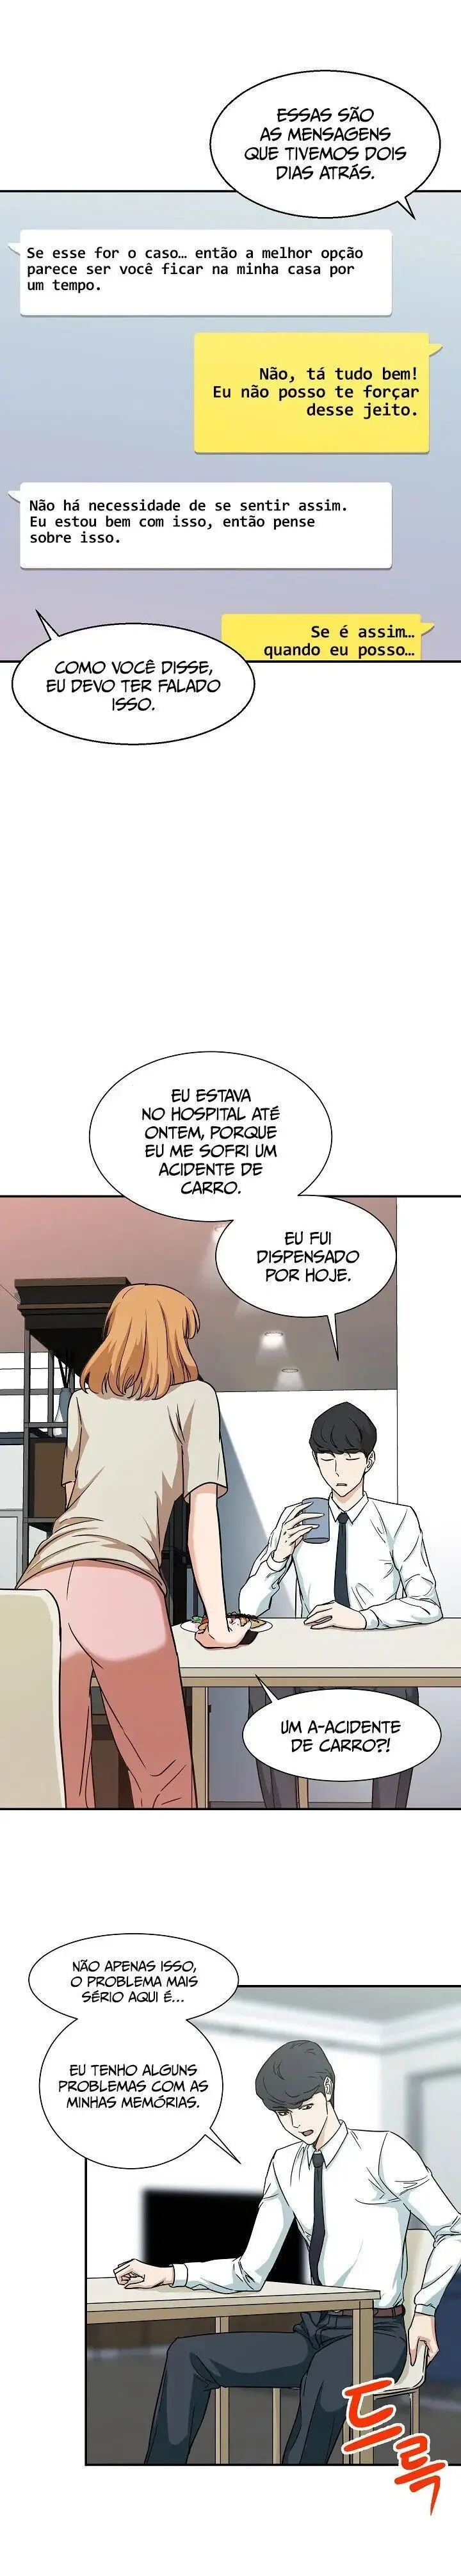 ESSAS SÃO
AS MENSAGENS
QUE TIVEMOS DOIS
DIAS ATRÁS.
Se esse for o caso… então a melhor opção
parece ser você ficar na minha casa por
um tempo.
Não, tá tudo bem!
Eu não posso te forçar
desse jeito.
Não há necessidade de se sentir assim.
Eu estou bem com isso, então pense
sobre isso.
Se é assim…
quando eu posso…
COMO VOCÊ DISSE,
EU DEVO TER FALADO
ISSO.
EU ESTAVA
NO HOSPITAL ATÉ
ONTEM, PORQUE
EU ME SOFRI UM
ACIDENTE DE
CARRO.
EU FUI
DISPENSADO
POR HOJE.
UM A-ACIDENTE
DE CARRO?!
NÃO APENAS ISSO,
O PROBLEMA MAIS
SÉRIO AQUI É...
EU TENHO ALGUNS
PROBLEMAS COM AS
MINHAS MEMÓRIAS.
드륵